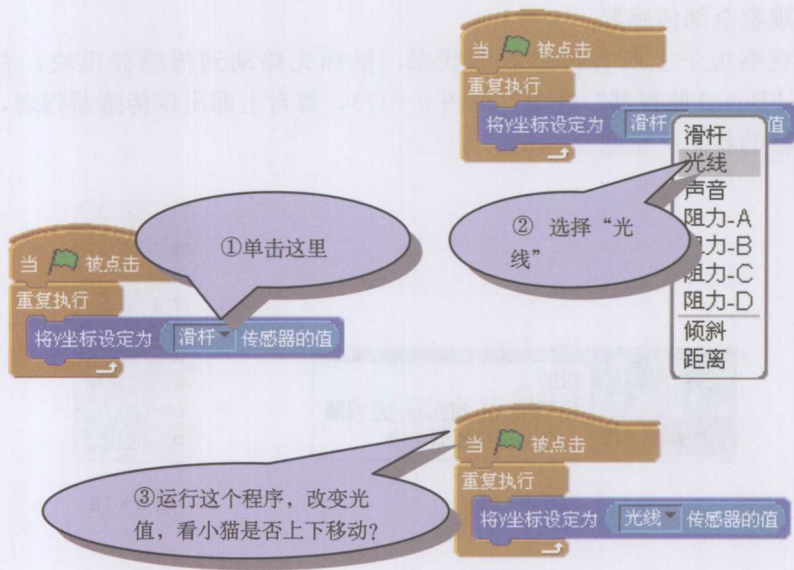 当 被点击
重复执行
将y坐标设定为 滑杆 值
滑杆
光线
声音
阻力-A
阻力-B
阻力-C
阻力-D
倾斜
距离
② 选择“光
线”
①单击这里
当 被点击
重复执行
将y坐标设定为 滑杆 传感器的值
③运行这个程序,改变光
值,看小猫是否上下移动?
当 被点击
重复执行
将y坐标设定为 光线 传感器的值